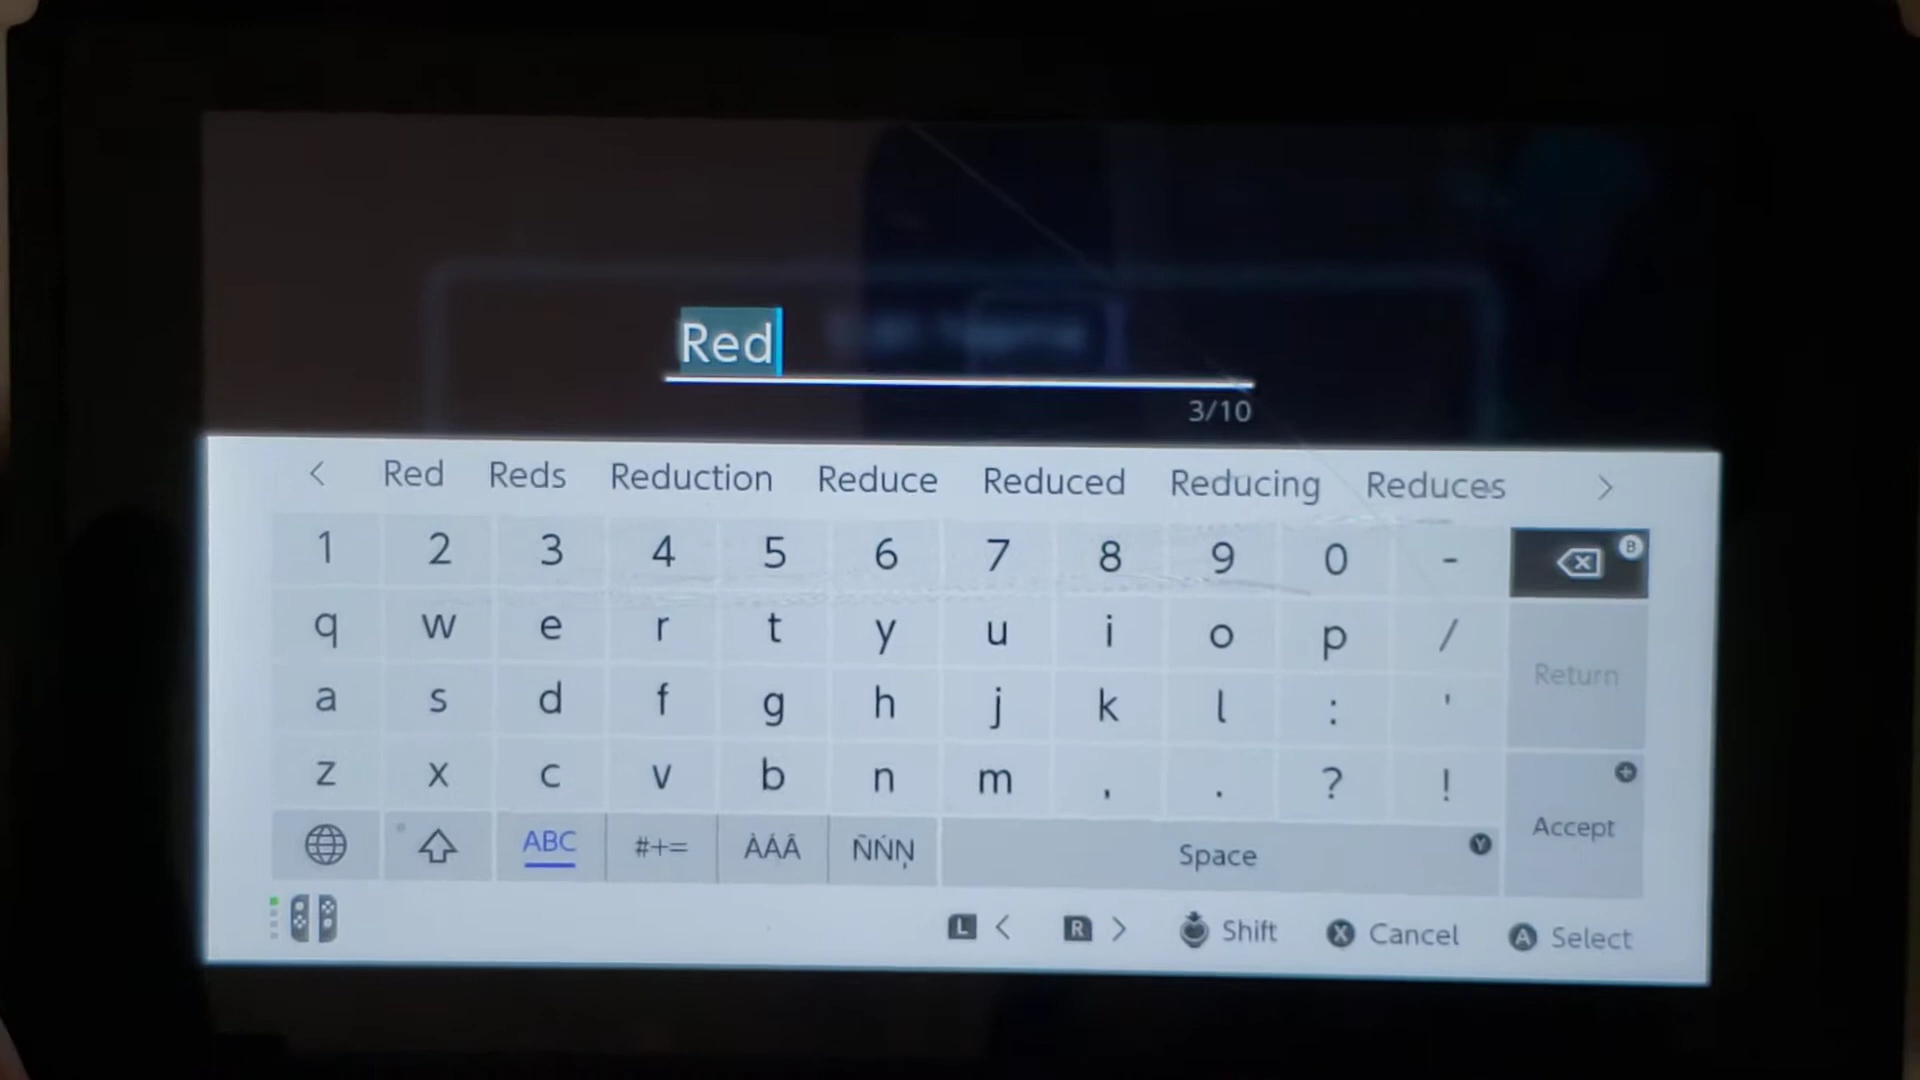 Red
3/10
< Red Reds Reduction Reduce Reduced Reducing Reduces >
1 2 3 4 5 6 7 8 9 0 - B
q w e r t y u i o p /
Return
a s d f g h j k l : '
z x c v b n m , . ? ! +
Accept
ABC #+= ÀÁÂ ÑŃŅ Space Y
L < R > Shift X Cancel A Select